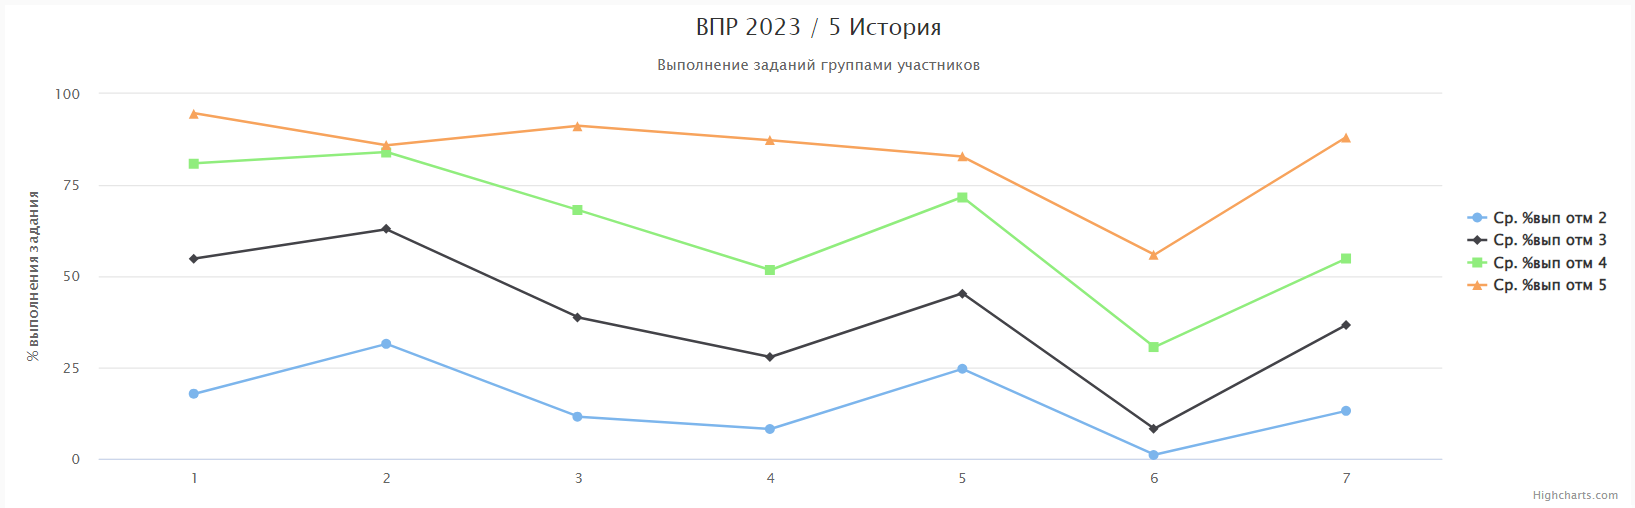 ВПР 2023 / 5 История
Выполнение заданий группами участников
% выполнения задания
100
75
50
25
0
1 2 3 4 5 6 7
Ср. %вып отм 2
Ср. %вып отм 3
Ср. %вып отм 4
Ср. %вып отм 5
Highcharts.com